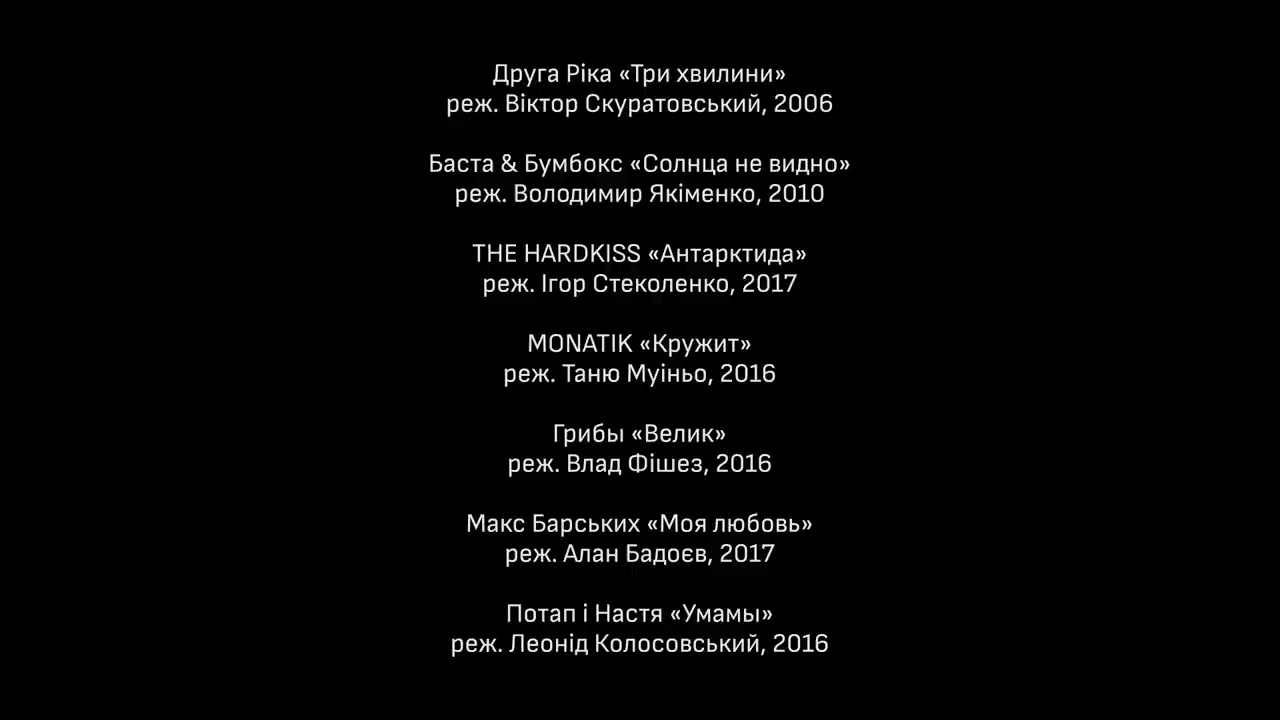 Друга Ріка «Три хвилини»
реж. Віктор Скуратовський, 2006
Баста & Бумбокс «Солнца не видно»
реж. Володимир Якіменко, 2010
THE HARDKISS «Антарктида»
реж. Ігор Стеколенко, 2017
MONATIK «Кружит»
реж. Таню Муіньо, 2016
Грибы «Велик»
реж. Влад Фішез, 2016
Макс Барських «Моя любовь»
реж. Алан Бадоєв, 2017
Потап і Настя «Умамы»
реж. Леонід Колосовський, 2016